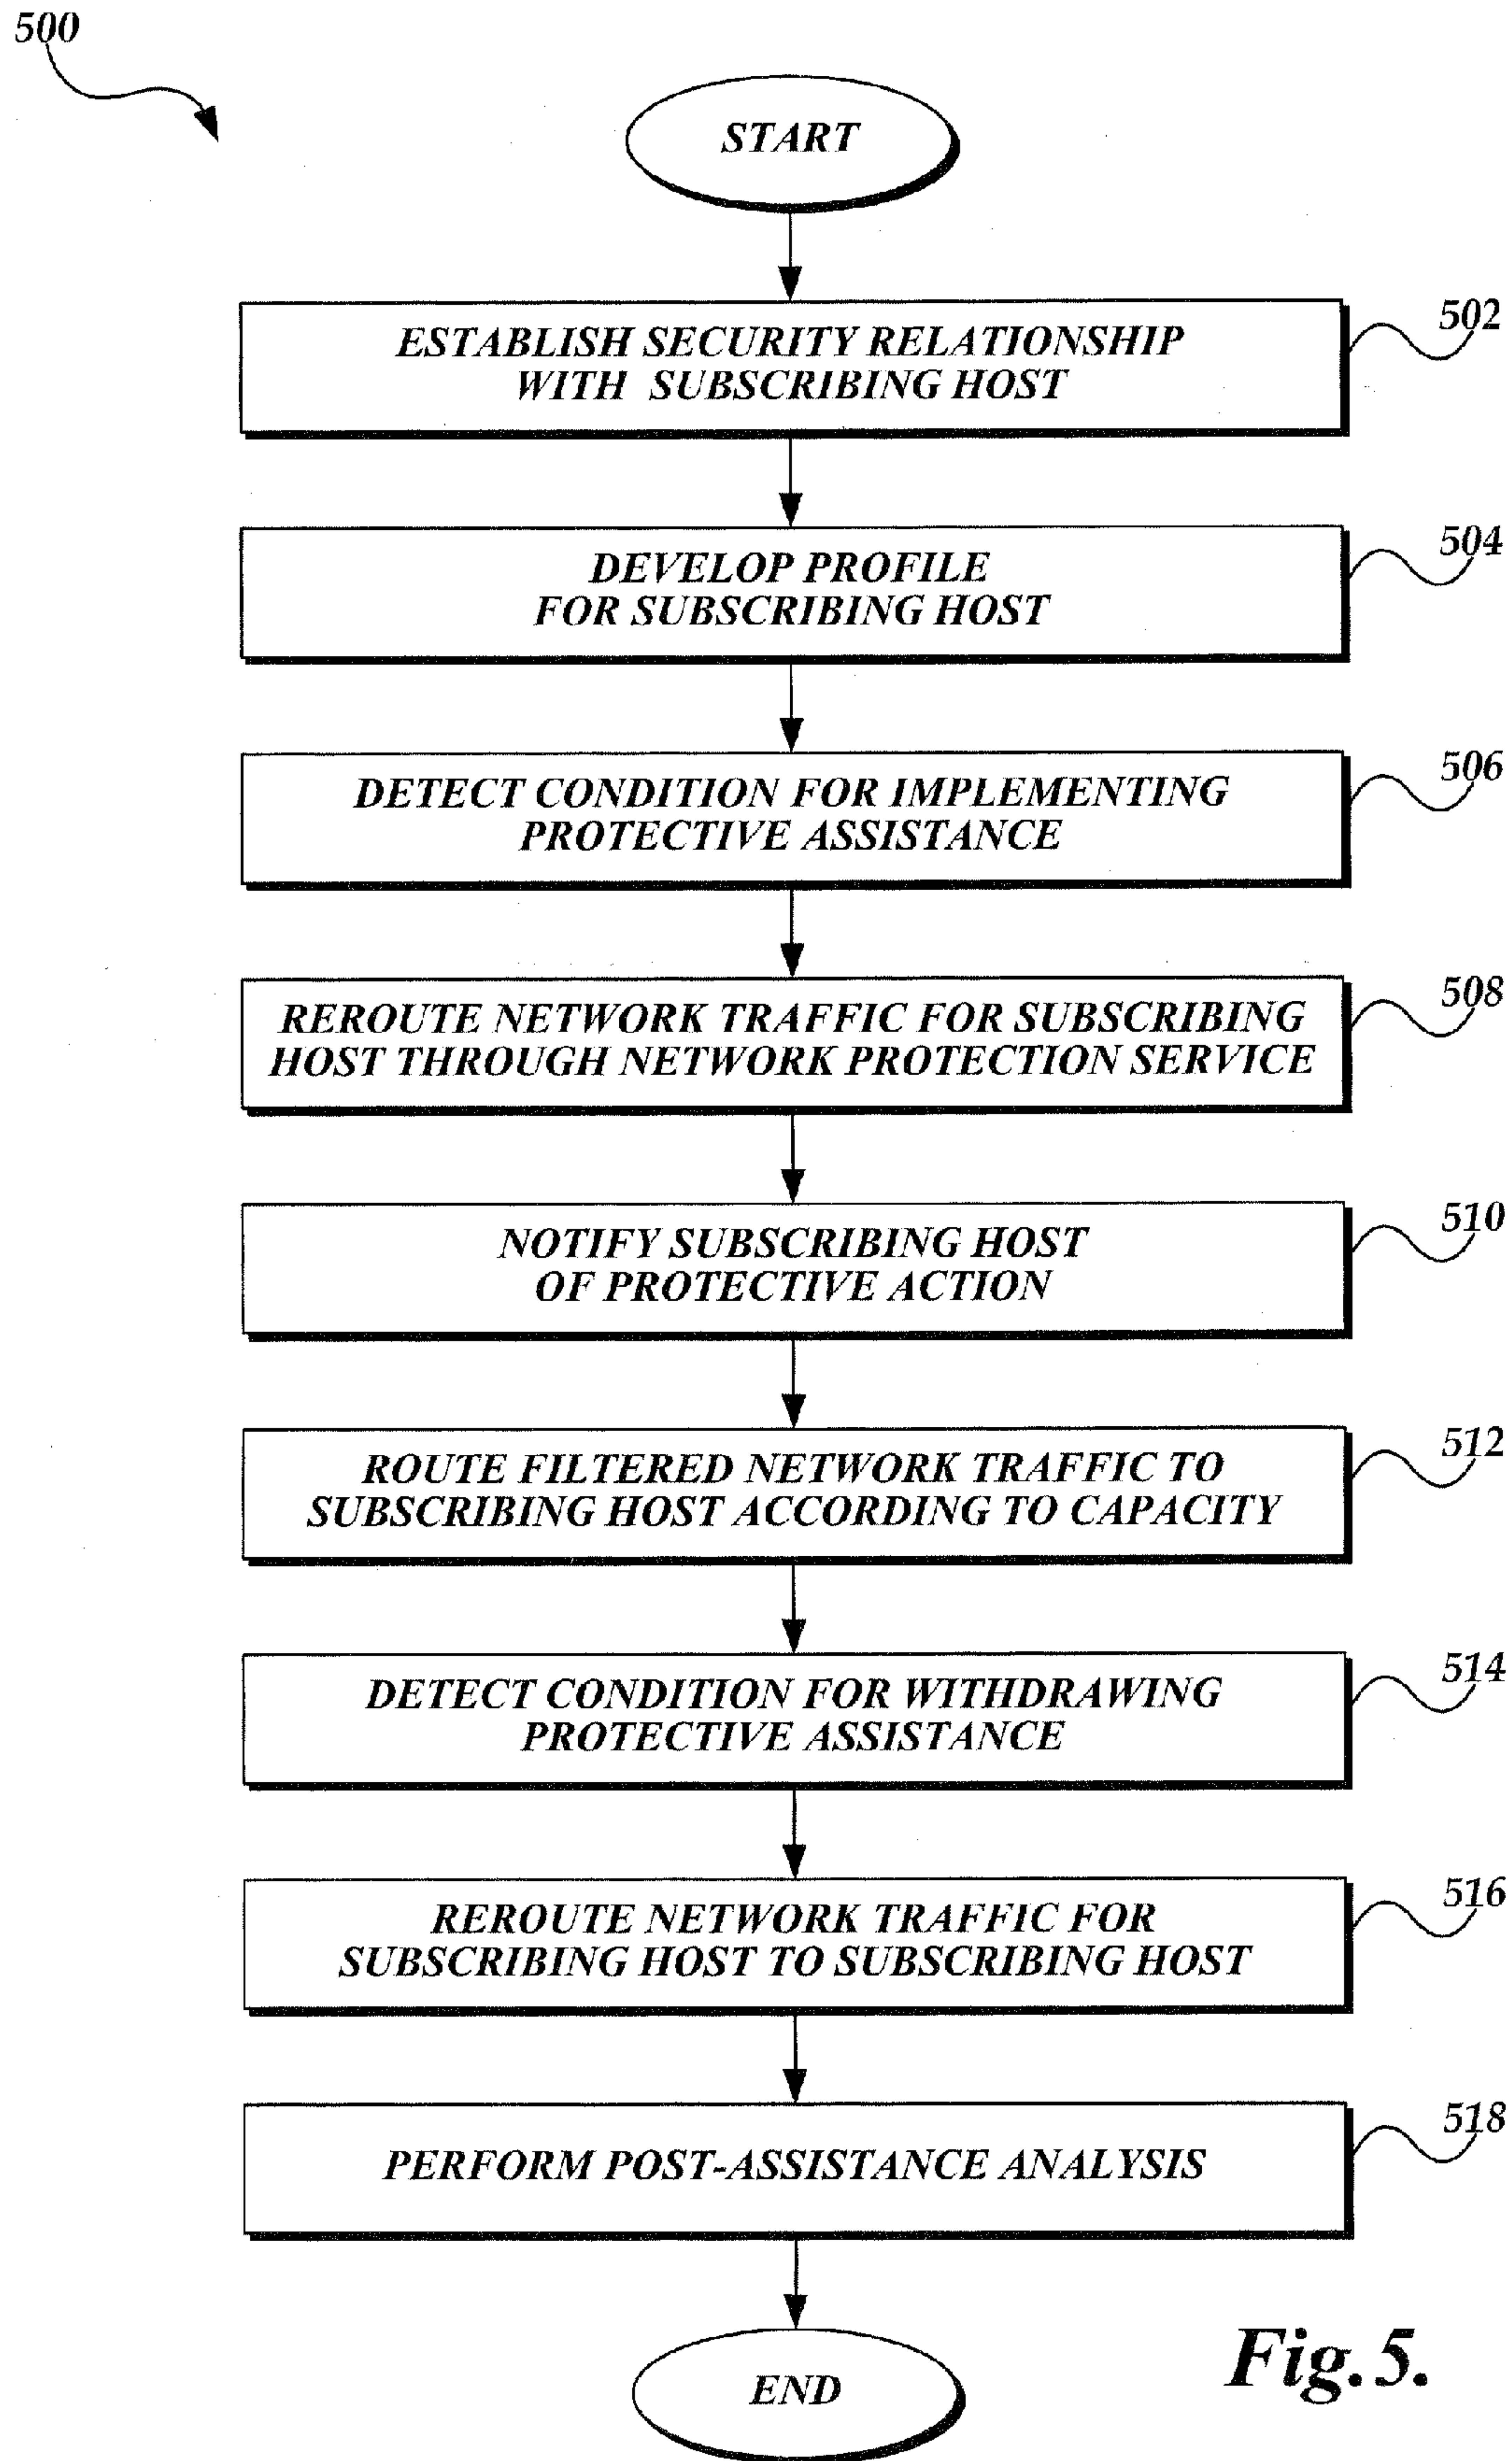 500
START
ESTABLISH SECURITY RELATIONSHIP
WITH SUBSCRIBING HOST
502
DEVELOP PROFILE
FOR SUBSCRIBING HOST
504
DETECT CONDITION FOR IMPLEMENTING
PROTECTIVE ASSISTANCE
506
REROUTE NETWORK TRAFFIC FOR SUBSCRIBING
HOST THROUGH NETWORK PROTECTION SERVICE
508
NOTIFY SUBSCRIBING HOST
OF PROTECTIVE ACTION
510
ROUTE FILTERED NETWORK TRAFFIC TO
SUBSCRIBING HOST ACCORDING TO CAPACITY
512
DETECT CONDITION FOR WITHDRAWING
PROTECTIVE ASSISTANCE
514
REROUTE NETWORK TRAFFIC FOR
SUBSCRIBING HOST TO SUBSCRIBING HOST
516
PERFORM POST-ASSISTANCE ANALYSIS
518
END
Fig.5.